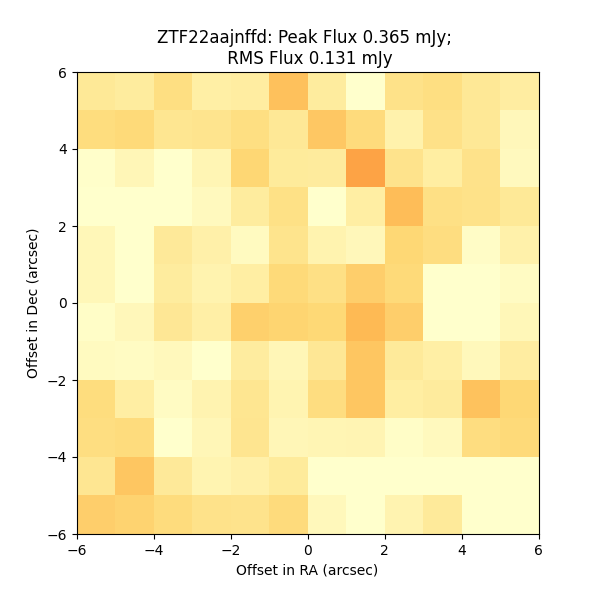 ZTF22aajnffd: Peak Flux 0.365 mJy;
RMS Flux 0.131 mJy
6
4
2
0
−2
−4
−6
Offset in Dec (arcsec)
−6 −4 −2 0 2 4 6
Offset in RA (arcsec)